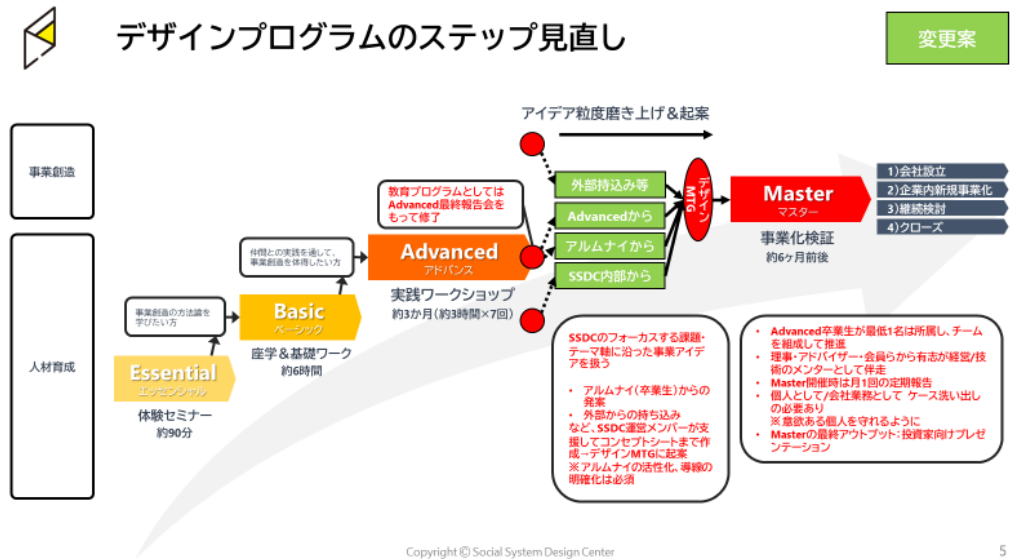 デザインプログラムのステップ見直し
変更案
アイデア粒度磨き上げ＆起案
事業創造
教育プログラムとしては
Advanced最終報告会を
もって修了
外部持込み等
Advancedから
アルムナイから
SSDC内部から
デザイン
MTG
Master
マスター
事業化検証
約6ヶ月前後
1)会社設立
2)企業内新規事業化
3)継続検討
4)クローズ
仲間との実践を通して、
事業創造を体得したい方
Advanced
アドバンス
実践ワークショップ
約3か月(約3時間×7回)
事業創造の方法論を
学びたい方
Basic
ベーシック
座学＆基礎ワーク
約6時間
人材育成
Essential
エッセンシャル
体験セミナー
約90分
SSDCのフォーカスする課題・
テーマ軸に沿った事業アイデ
アを扱う
• アルムナイ(卒業生)からの
発案
• 外部からの持ち込み
など、SSDC運営メンバーが支
援してコンセプトシートまで作
成→デザインMTGに起案
※アルムナイの活性化、導線の
明確化は必須
• Advanced卒業生が最低1名は所属し、チーム
を組成して推進
• 理事・アドバイザー・会員らから有志が経営/技
術のメンターとして伴走
• Master開催時は月1回の定期報告
• 個人として/会社業務として ケース洗い出し
の必要あり
※意欲ある個人を守れるように
• Masterの最終アウトプット：投資家向けプレゼ
ンテーション
Copyright Ⓒ Social System Design Center
5